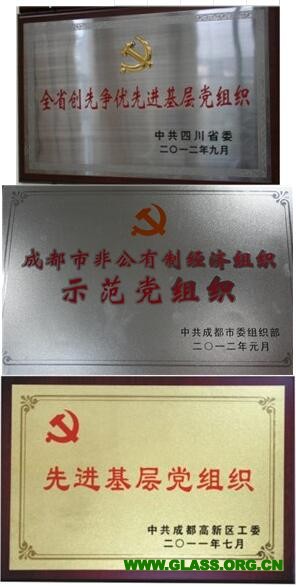 全省创先争优先进基层党组织
中共四川省委
二〇一二年九月
成都市非公有制经济组织
示范党组织
中共成都市委组织部
二〇一二年元月
先进基层党组织
中共成都高新区工委
二〇一一年七月
WWW.GLASS.ORG.CN